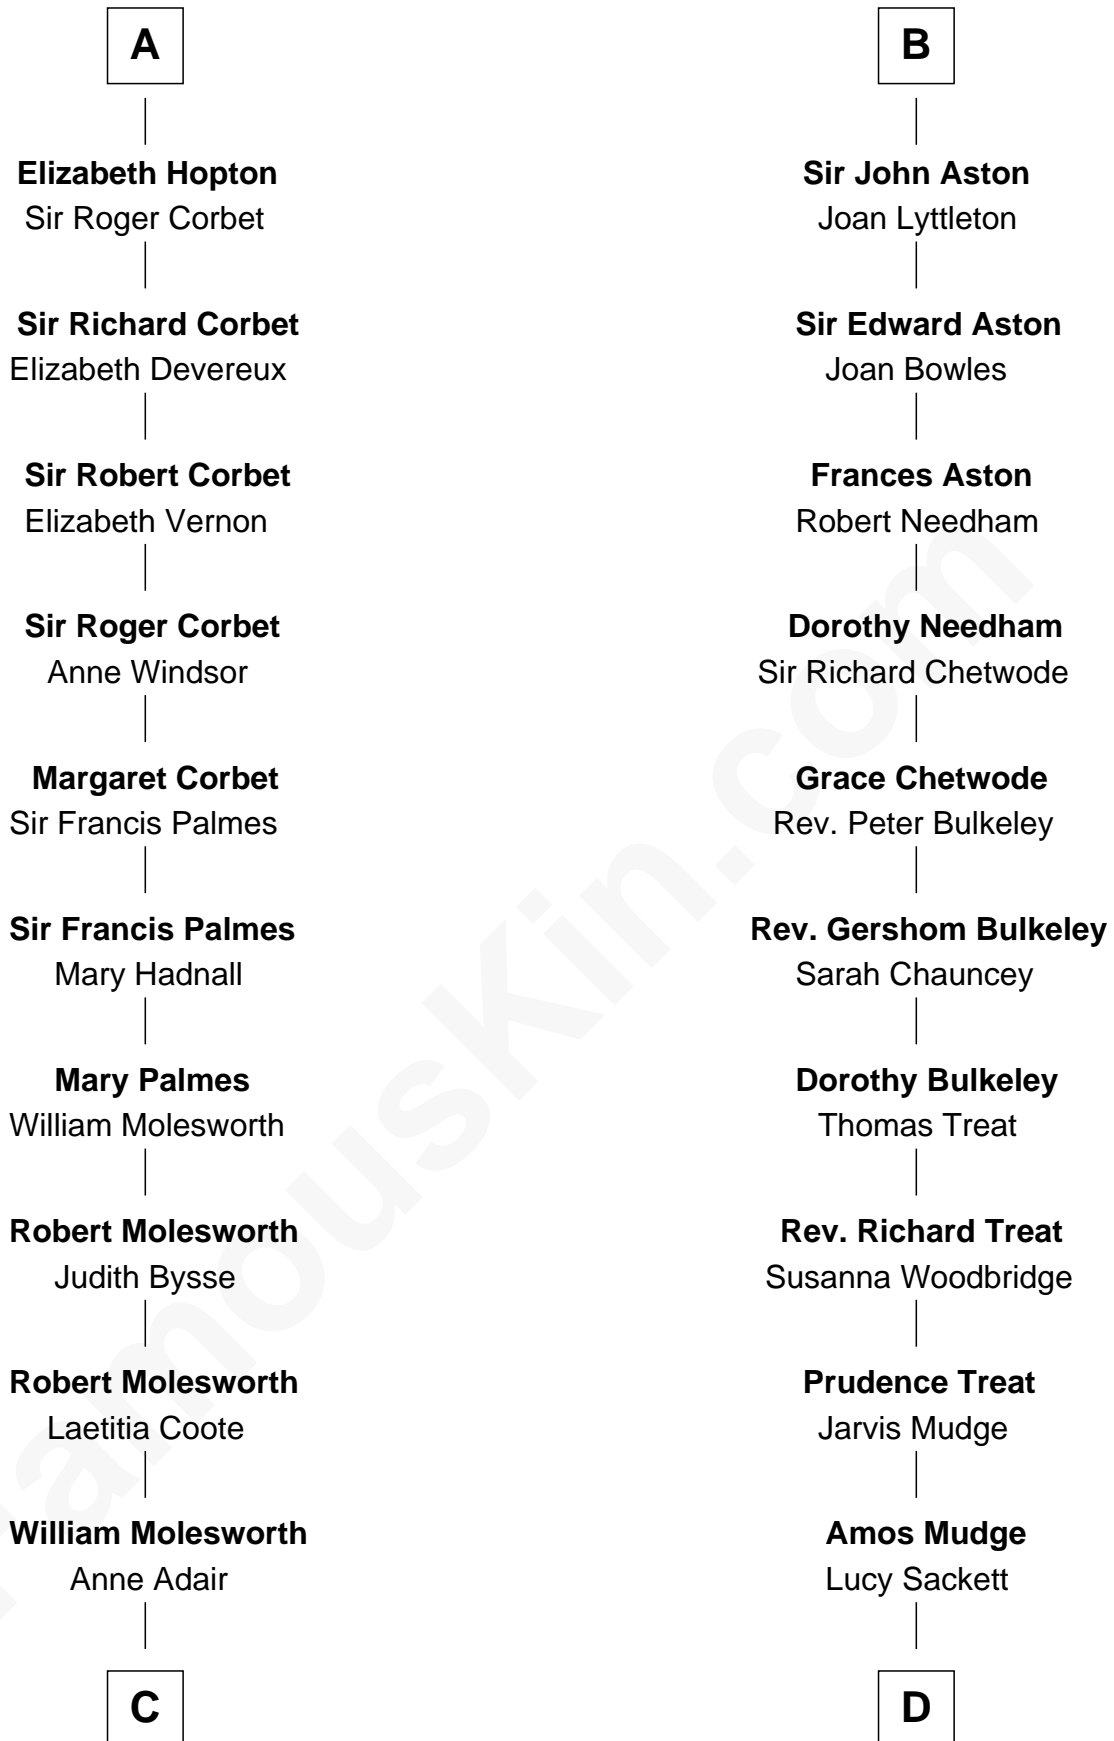 A
Elizabeth Hopton
Sir Roger Corbet
Sir Richard Corbet
Elizabeth Devereux
Sir Robert Corbet
Elizabeth Vernon
Sir Roger Corbet
Anne Windsor
Margaret Corbet
Sir Francis Palmes
Sir Francis Palmes
Mary Hadnall
Mary Palmes
William Molesworth
Robert Molesworth
Judith Bysse
Robert Molesworth
Laetitia Coote
William Molesworth
Anne Adair
C
B
Sir John Aston
Joan Lyttleton
Sir Edward Aston
Joan Bowles
Frances Aston
Robert Needham
Dorothy Needham
Sir Richard Chetwode
Grace Chetwode
Rev. Peter Bulkeley
Rev. Gershom Bulkeley
Sarah Chauncey
Dorothy Bulkeley
Thomas Treat
Rev. Richard Treat
Susanna Woodbridge
Prudence Treat
Jarvis Mudge
Amos Mudge
Lucy Sackett
D
FamousKin.com